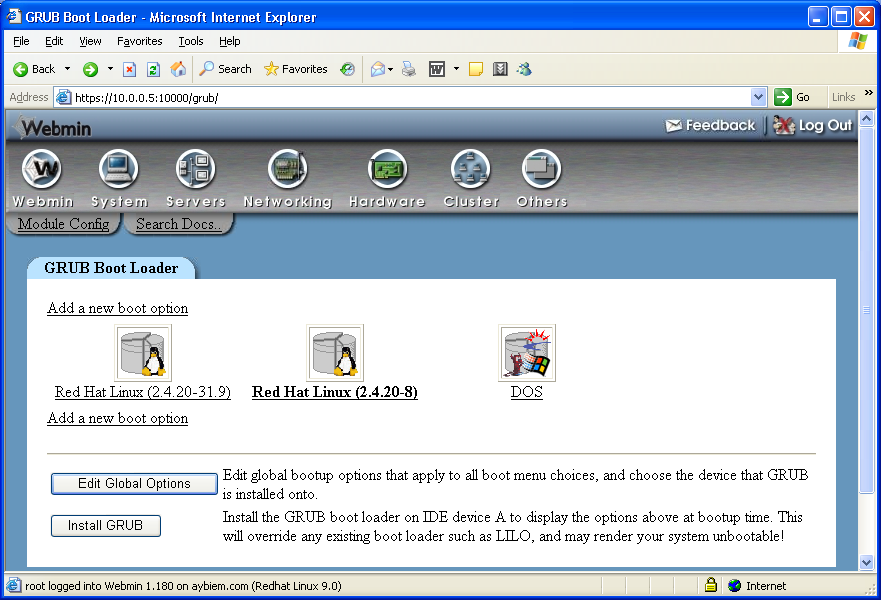 GRUB Boot Loader - Microsoft Internet Explorer
File Edit View Favorites Tools Help
Back Search Favorites
Address https://10.0.0.5:10000/grub/ Go Links »
Webmin Feedback Log Out
Webmin System Servers Networking Hardware Cluster Others
Module Config Search Docs..
GRUB Boot Loader
Add a new boot option
Red Hat Linux (2.4.20-31.9) Red Hat Linux (2.4.20-8) DOS
Add a new boot option
Edit Global Options
Edit global bootup options that apply to all boot menu choices, and choose the device that GRUB
is installed onto.
Install GRUB
Install the GRUB boot loader on IDE device A to display the options above at bootup time. This
will override any existing boot loader such as LILO, and may render your system unbootable!
root logged into Webmin 1.180 on aybiem.com (Redhat Linux 9.0) Internet